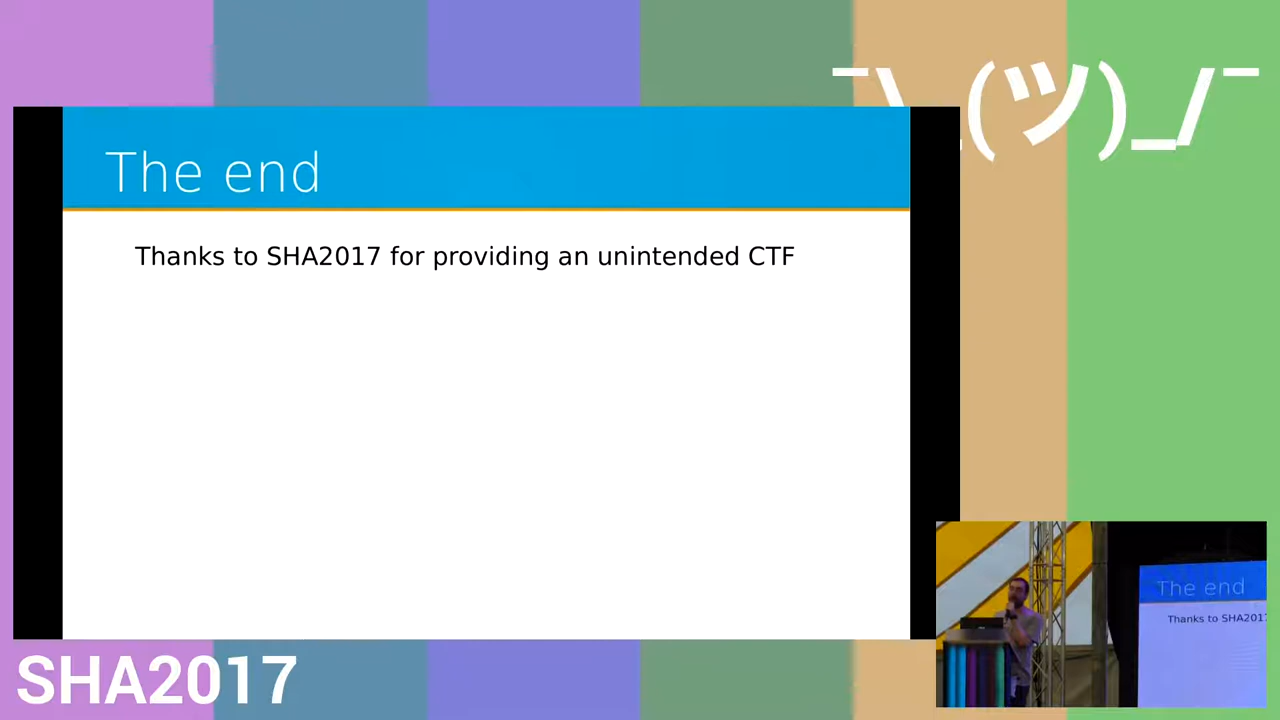 ¯\_(ツ)_/¯
The end
Thanks to SHA2017 for providing an unintended CTF
The end
Thanks to SHA2017
SHA2017